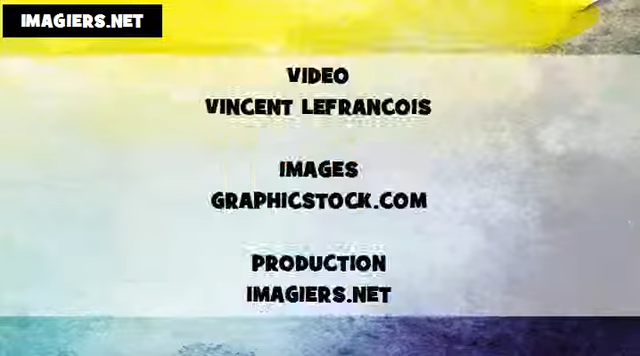 IMAGIERS.NET
VIDEO
VINCENT LEFRANCOIS
IMAGES
GRAPHICSTOCK.COM
PRODUCTION
IMAGIERS.NET